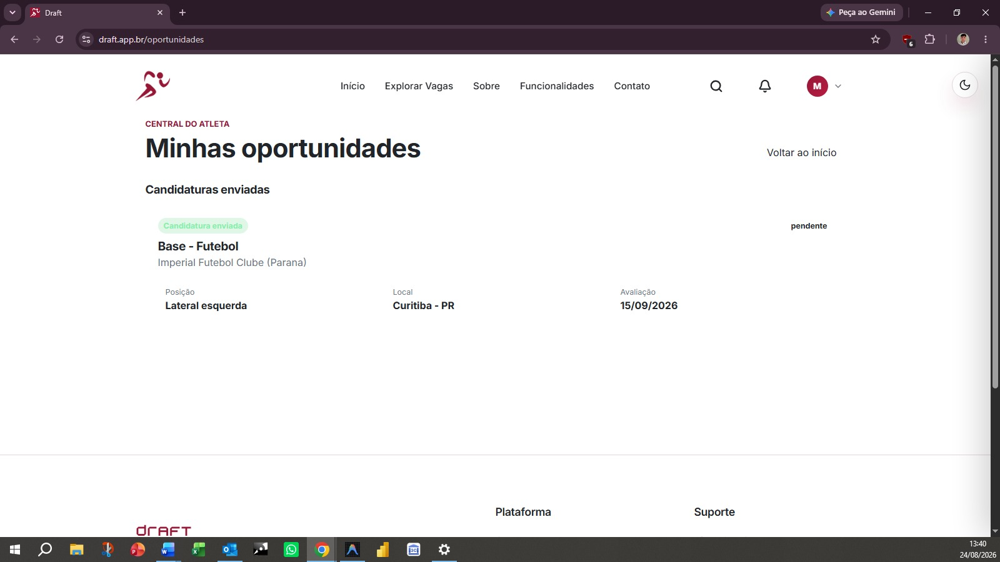 Draft
Peça ao Gemini
draft.app.br/oportunidades
6
Início
Explorar Vagas
Sobre
Funcionalidades
Contato
M
CENTRAL DO ATLETA
Minhas oportunidades
Voltar ao início
Candidaturas enviadas
Candidatura enviada
pendente
Base - Futebol
Imperial Futebol Clube (Parana)
Posição
Local
Avaliação
Lateral esquerda
Curitiba - PR
15/09/2026
Plataforma
Suporte
DRAFT
13:40
24/08/2026